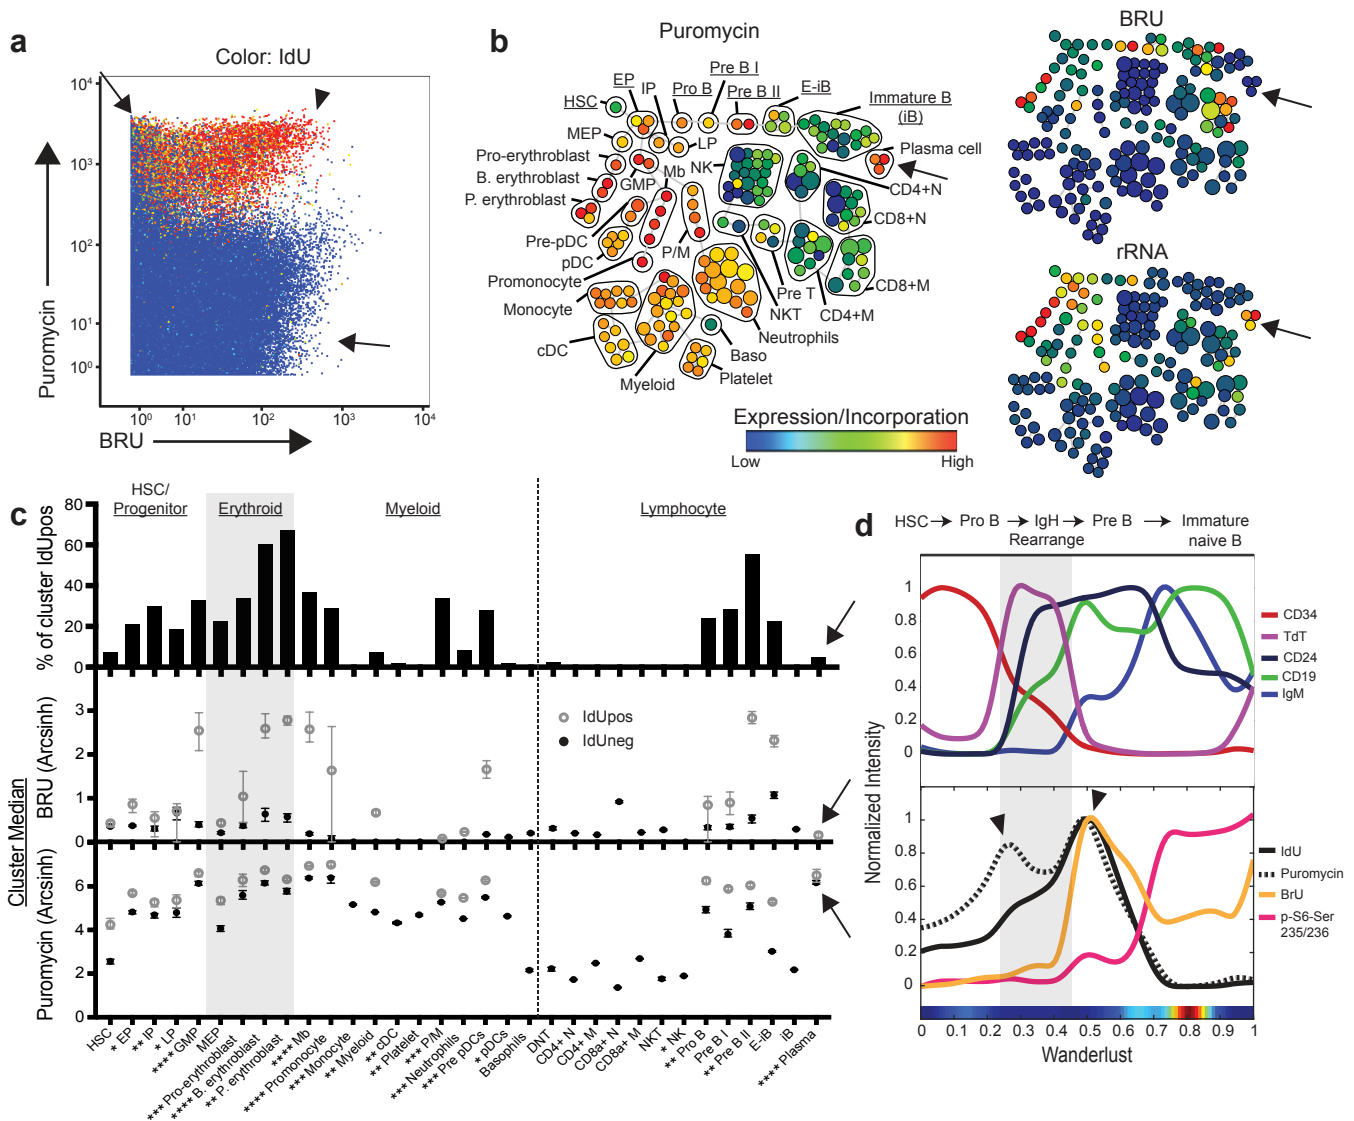 a
Color: IdU
10⁴
10³
10²
10¹
10⁰
Puromycin
10⁰
10¹
10²
10³
10⁴
BRU
b
Puromycin
HSC
EP
IP
Pro B
Pre B I
Pre B II
E-iB
Immature B
(iB)
MEP
LP
Plasma cell
Pro-erythroblast
B. erythroblast
P. erythroblast
GMP
Mb
NK
CD4+N
CD8+N
Pre-pDC
pDC
P/M
Promonocyte
Monocyte
Pre T
NKT
CD4+M
CD8+M
Neutrophils
cDC
Baso
Myeloid
Platelet
Expression/Incorporation
Low
High
BRU
rRNA
c
HSC/
Progenitor
Erythroid
Myeloid
Lymphocyte
% of cluster IdUpos
80
60
40
20
0
Cluster Median
BRU (Arcsinh)
3
2
1
0
IdUpos
IdUneg
Puromycin (Arcsinh)
6
4
2
0
HSC
* EP
** IP
* LP
**** GMP
MEP
*** Pro-erythroblast
**** B. erythroblast
** P. erythroblast
**** Mb
**** Promonocyte
*** Monocyte
** Myeloid
** cDC
* Platelet
*** P/M
*** Neutrophils
*** Pre pDCs
* pDCs
Basophils
DNT
CD4+ N
CD4+ M
CD8a+ N
CD8a+ M
NKT
* NK
** Pro B
Pre B I
** Pre B II
E-iB
iB
**** Plasma
d
HSC
Pro B
IgH
Rearrange
Pre B
Immature
naive B
Normalized Intensity
1
0.8
0.6
0.4
0.2
0
CD34
TdT
CD24
CD19
IgM
1
0.8
0.6
0.4
0.2
0
IdU
Puromycin
BrU
p-S6-Ser
235/236
0
0.1
0.2
0.3
0.4
0.5
0.6
0.7
0.8
0.9
1
Wanderlust